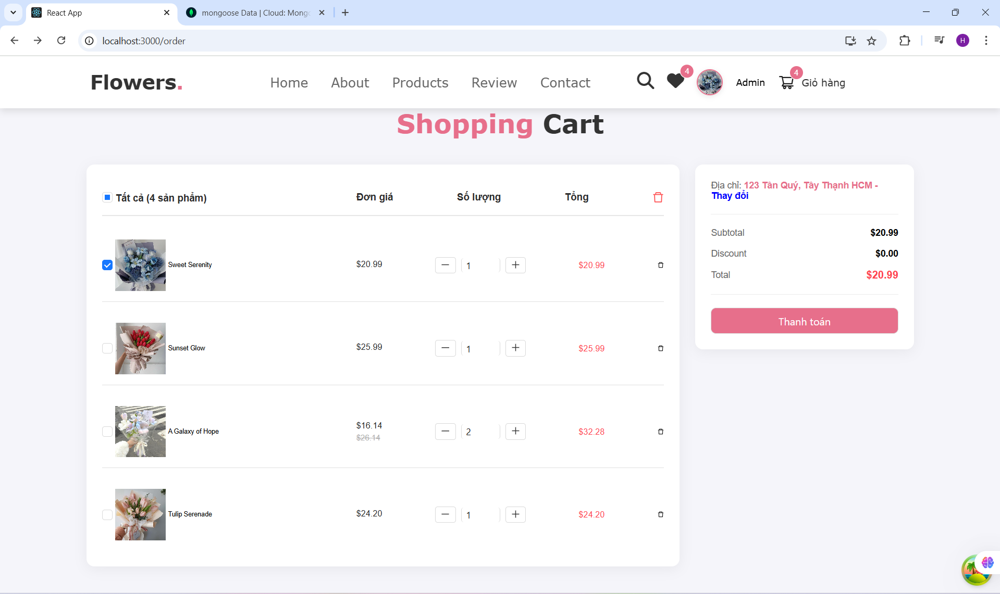 React App
mongoose Data | Cloud: Mong
localhost:3000/order
H
Flowers.
Home
About
Products
Review
Contact
4
Admin
4
Giỏ hàng
Shopping Cart
Tất cả (4 sản phẩm)
Đơn giá
Số lượng
Tổng
Sweet Serenity
$20.99
1
$20.99
Sunset Glow
$25.99
1
$25.99
A Galaxy of Hope
$16.14
$26.14
2
$32.28
Tulip Serenade
$24.20
1
$24.20
Địa chỉ: 123 Tân Quý, Tây Thạnh HCM -
Thay đổi
Subtotal
$20.99
Discount
$0.00
Total
$20.99
Thanh toán